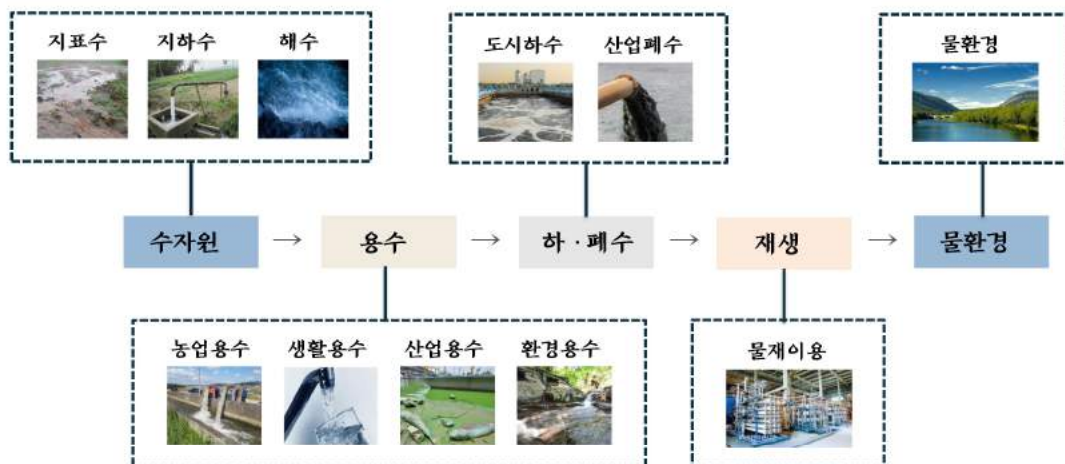 지표수 지하수 해수
도시하수 산업폐수
물환경
수자원 → 용수 → 하·폐수 → 재생 → 물환경
농업용수 생활용수 산업용수 환경용수
물재이용